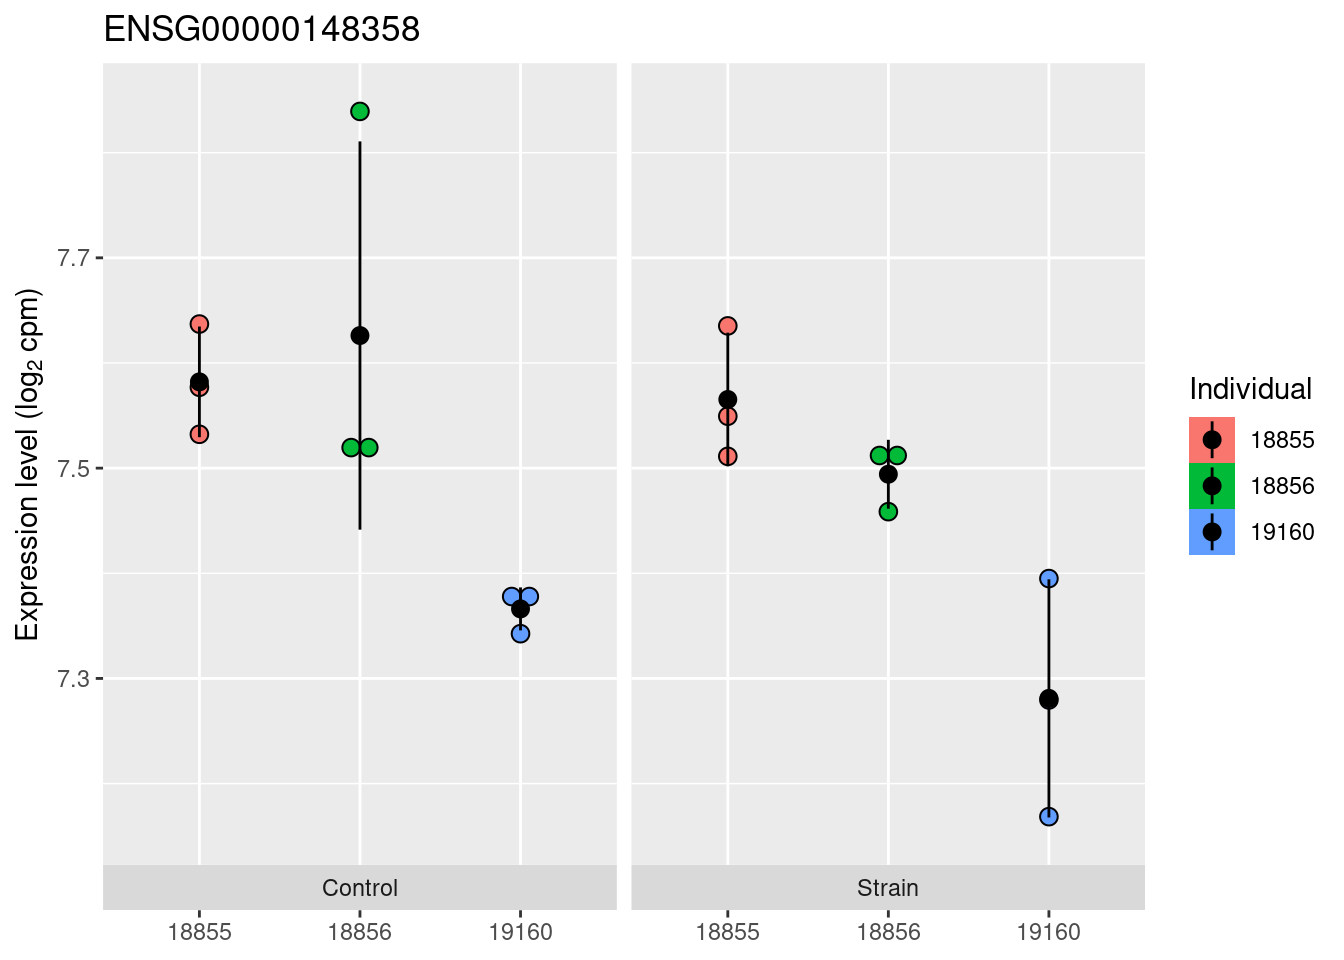 ENSG00000148358
Expression level (log2 cpm)
7.7
7.5
7.3
Control
Strain
18855
18856
19160
18855
18856
19160
Individual
18855
18856
19160